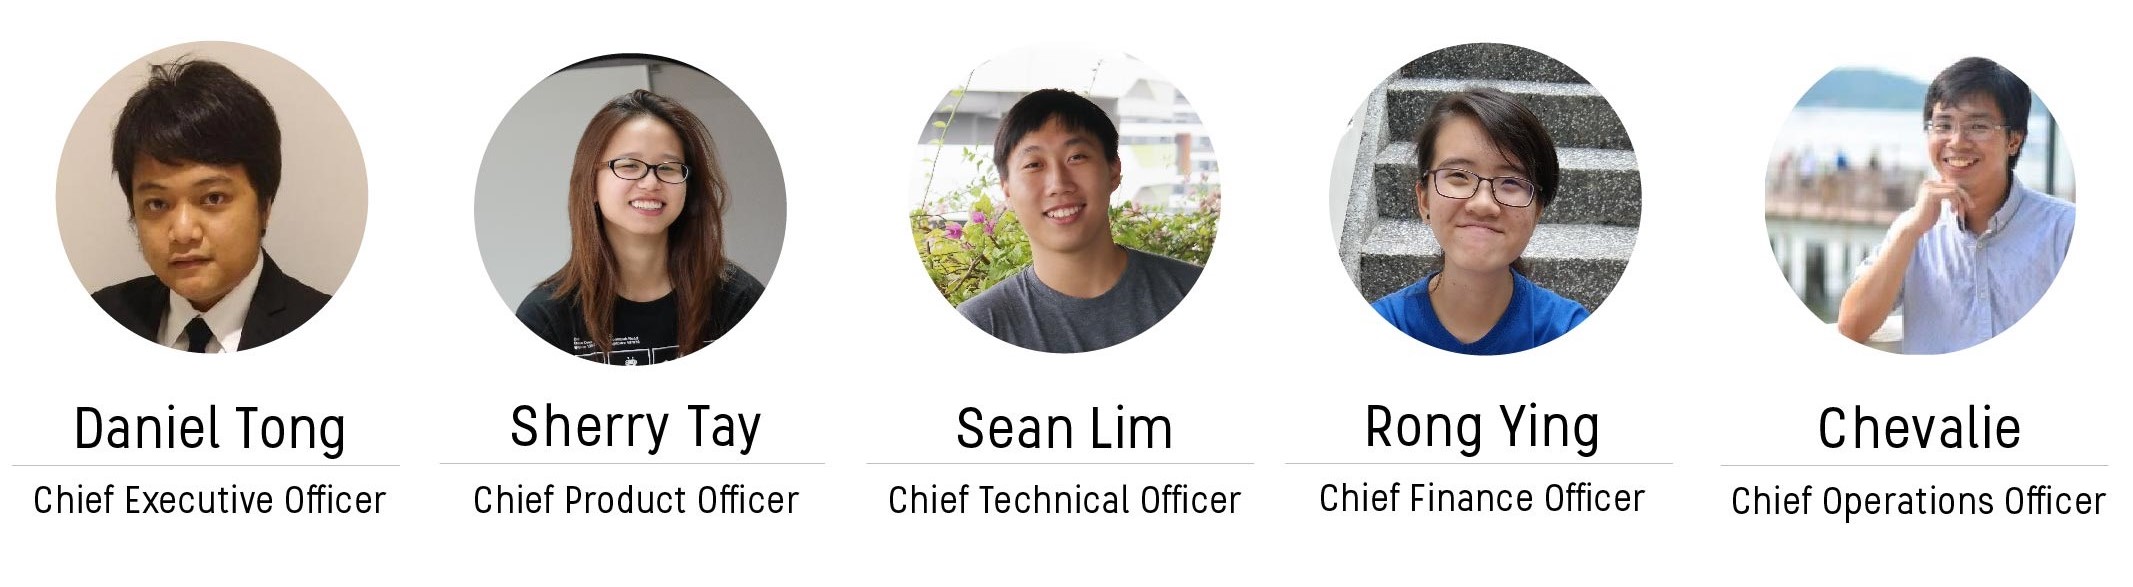 Daniel Tong
Chief Executive Officer
Sherry Tay
Chief Product Officer
Sean Lim
Chief Technical Officer
Rong Ying
Chief Finance Officer
Chevalie
Chief Operations Officer